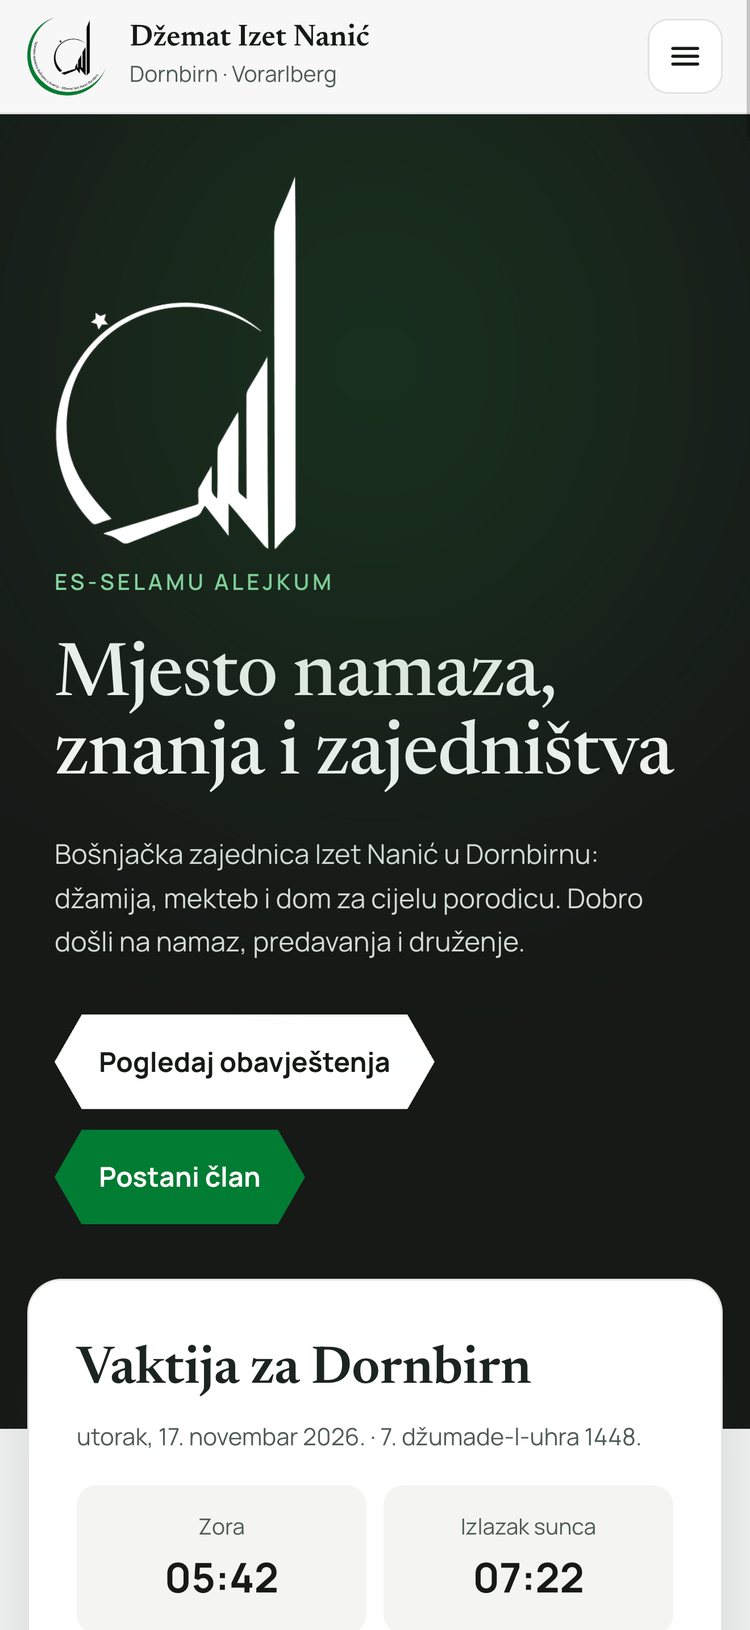 Džemat Izet Nanić
Dornbirn · Vorarlberg
ES-SELAMU ALEJKUM
Mjesto namaza,
znanja i zajedništva
Bošnjačka zajednica Izet Nanić u Dornbirnu:
džamija, mekteb i dom za cijelu porodicu. Dobro
došli na namaz, predavanja i druženje.
Pogledaj obavještenja
Postani član
Vaktija za Dornbirn
utorak, 17. novembar 2026. · 7. džumade-l-uhra 1448.
Zora
05:42
Izlazak sunca
07:22